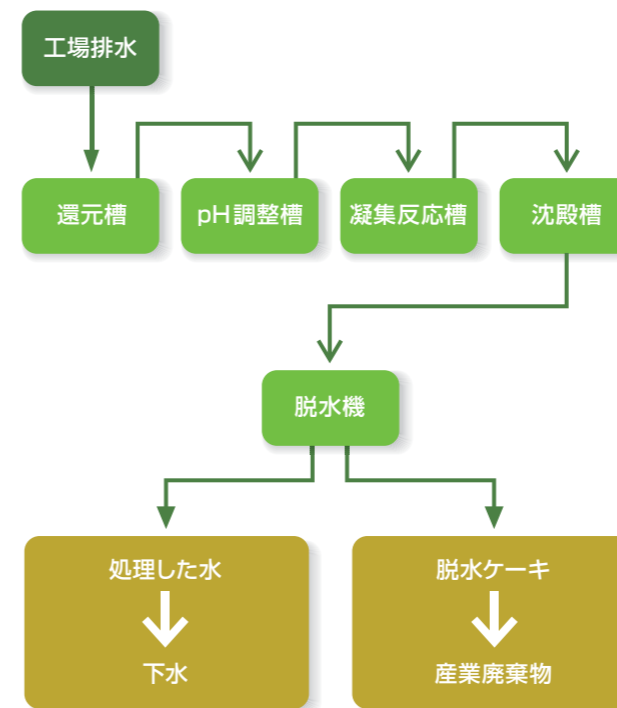 工場排水
還元槽
pH調整槽
凝集反応槽
沈殿槽
脱水機
処理した水
下水
脱水ケーキ
産業廃棄物